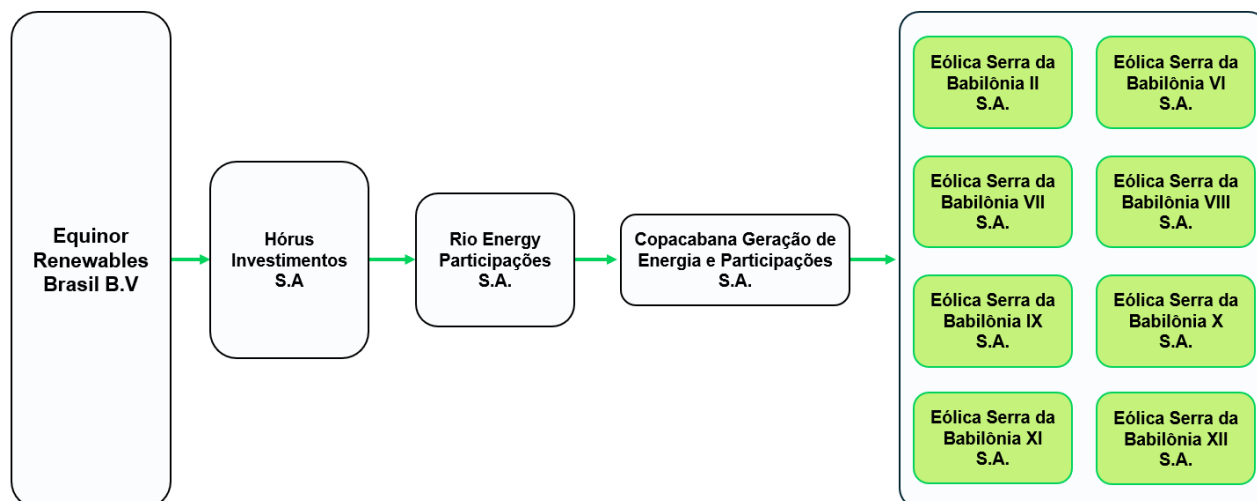 Equinor
Renewables
Brasil B.V
Hórus
Investimentos
S.A
Rio Energy
Participações
S.A.
Copacabana Geração de
Energia e Participações
S.A.
Eólica Serra da
Babilônia II
S.A.
Eólica Serra da
Babilônia VI
S.A.
Eólica Serra da
Babilônia VII
S.A.
Eólica Serra da
Babilônia VIII
S.A.
Eólica Serra da
Babilônia IX
S.A.
Eólica Serra da
Babilônia X
S.A.
Eólica Serra da
Babilônia XI
S.A.
Eólica Serra da
Babilônia XII
S.A.